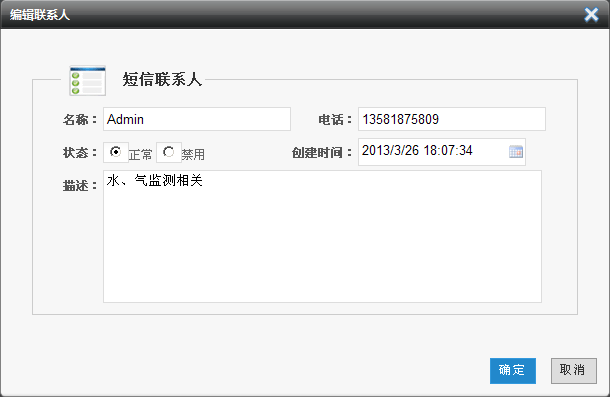 编辑联系人
短信联系人
名称： Admin 电话： 13581875809
状态： 正常 禁用 创建时间： 2013/3/26 18:07:34
描述： 水、气监测相关
确定 取消